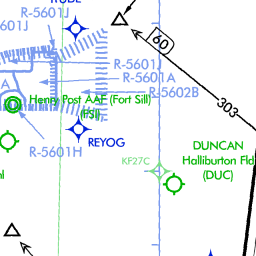 R-5601J
5601J
60
R-5601J
R-5601A
R-5602B
303
Henry Post AAF (Fort Sill)
(FSI)
REYOG
R-5601H
DUNCAN
Halliburton Fld
(DUC)
KF27C